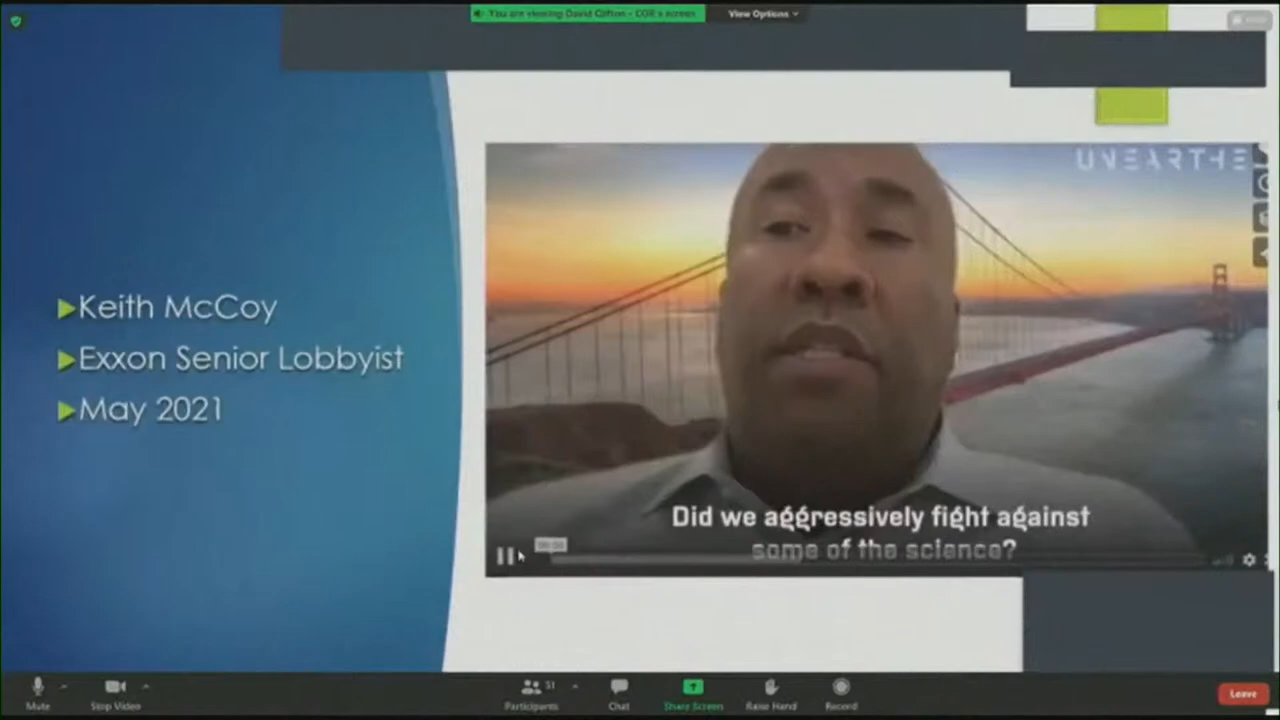 You are viewing David Clifton - COR's screen
View Options
UNEARTHE
Keith McCoy
Exxon Senior Lobbyist
May 2021
Did we aggressively fight against
some of the science?
Mute
Stop Video
51
Participants
Chat
Share Screen
Raise Hand
Record
Leave